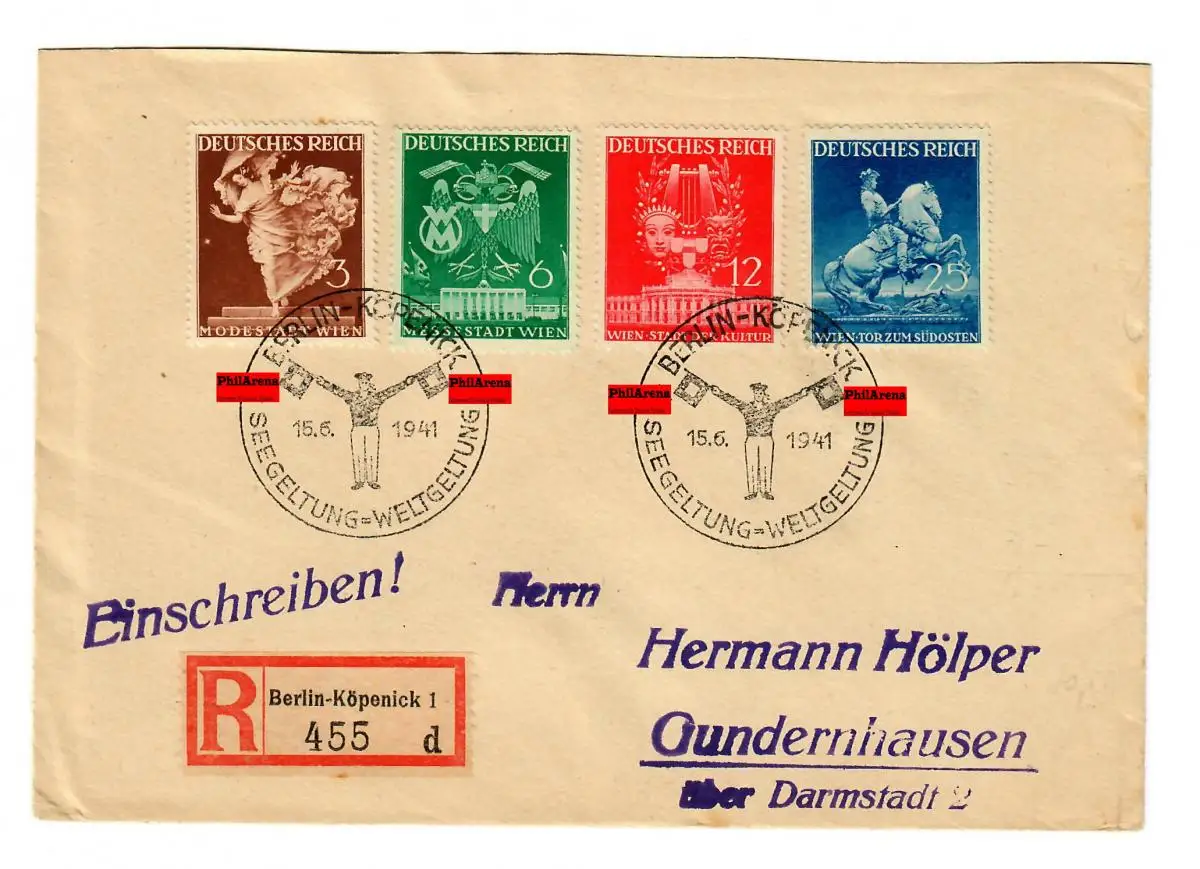 DEUTSCHES REICH
3
MODESTADT WIEN
DEUTSCHES REICH
WM
6
MESSESTADT WIEN
DEUTSCHES REICH
12
WIEN · STADT DER KULTUR
DEUTSCHES REICH
25
WIEN · TOR ZUM SÜDOSTEN
BERLIN-KÖPENICK
PhilArena
PhilArena
15.6. 1941
SEEGELTUNG=WELTGELTUNG
BERLIN-KÖPENICK
PhilArena
PhilArena
15.6. 1941
SEEGELTUNG=WELTGELTUNG
Einschreiben!
Herrn
Hermann Hölper
Gundernhausen
über Darmstadt 2
R
Berlin-Köpenick 1
455 d